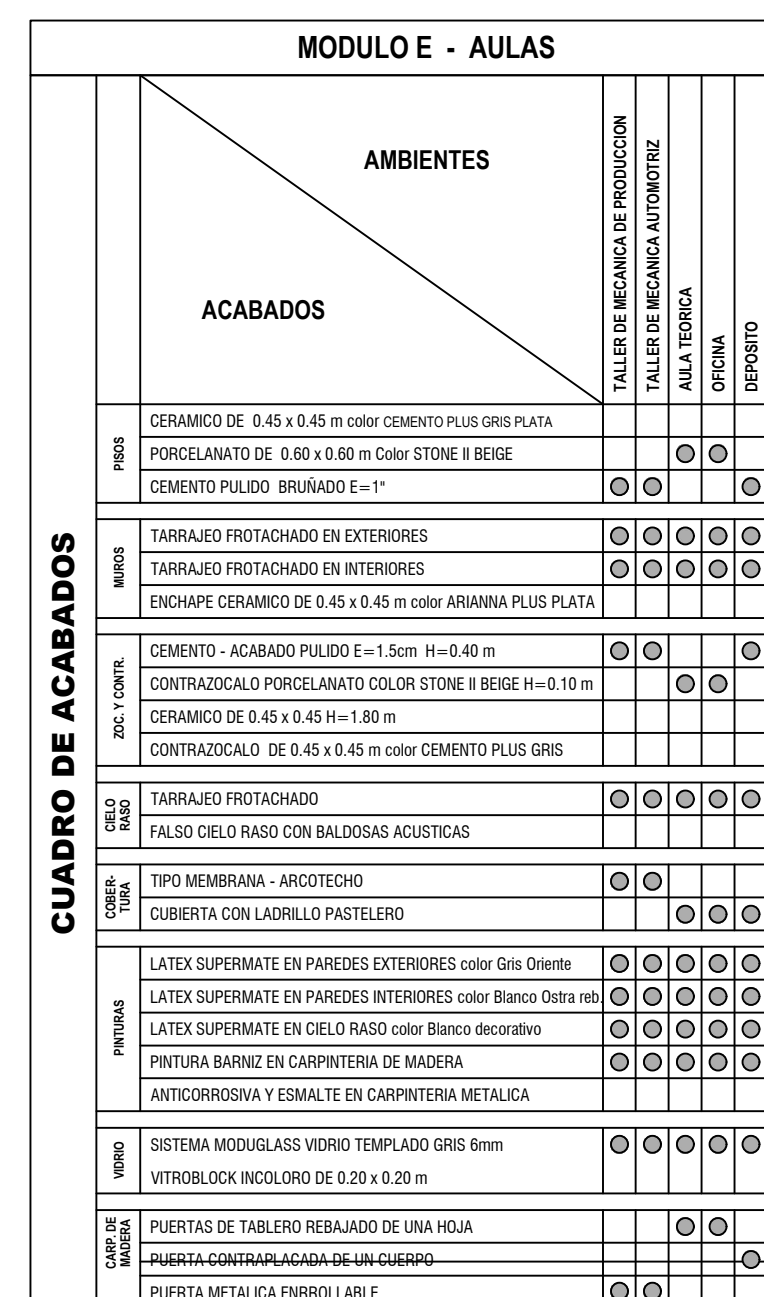 MODULO E - AULAS
CUADRO DE ACABADOS
AMBIENTES
ACABADOS
TALLER DE MECANICA DE PRODUCCION
TALLER DE MECANICA AUTOMOTRIZ
AULA TEORICA
OFICINA
DEPOSITO
PISOS
CERAMICO DE 0.45 x 0.45 m color CEMENTO PLUS GRIS PLATA
PORCELANATO DE 0.60 x 0.60 m Color STONE II BEIGE
CEMENTO PULIDO BRUÑADO E=1"
MUROS
TARRAJEO FROTACHADO EN EXTERIORES
TARRAJEO FROTACHADO EN INTERIORES
ENCHAPE CERAMICO DE 0.45 x 0.45 m color ARIANNA PLUS PLATA
ZOC. Y CONTR.
CEMENTO - ACABADO PULIDO E=1.5cm H=0.40 m
CONTRAZOCALO PORCELANATO COLOR STONE II BEIGE H=0.10 m
CERAMICO DE 0.45 x 0.45 H=1.80 m
CONTRAZOCALO DE 0.45 x 0.45 m color CEMENTO PLUS GRIS
CIELO
RASO
TARRAJEO FROTACHADO
FALSO CIELO RASO CON BALDOSAS ACUSTICAS
COBER-
TURA
TIPO MEMBRANA - ARCOTECHO
CUBIERTA CON LADRILLO PASTELERO
PINTURAS
LATEX SUPERMATE EN PAREDES EXTERIORES color Gris Oriente
LATEX SUPERMATE EN PAREDES INTERIORES color Blanco Ostra reb.
LATEX SUPERMATE EN CIELO RASO color Blanco decorativo
PINTURA BARNIZ EN CARPINTERIA DE MADERA
ANTICORROSIVA Y ESMALTE EN CARPINTERIA METALICA
VIDRIO
SISTEMA MODUGLASS VIDRIO TEMPLADO GRIS 6mm
VITROBLOCK INCOLORO DE 0.20 x 0.20 m
CARP. DE
MADERA
PUERTAS DE TABLERO REBAJADO DE UNA HOJA
PUERTA CONTRAPLACADA DE UN CUERPO
PUERTA METALICA ENRROLLABLE